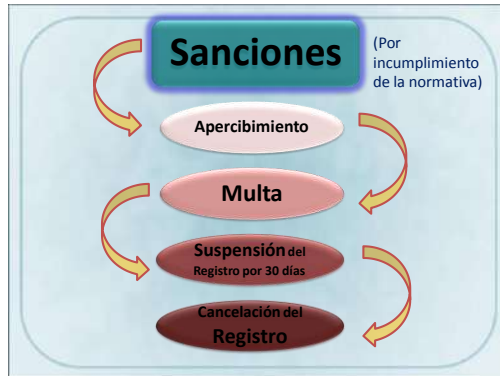 Sanciones
(Por
incumplimiento
de la normativa)
Apercibimiento
Multa
Suspensión del
Registro por 30 días
Cancelación del
Registro